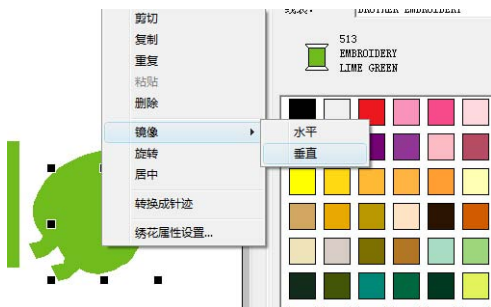 剪切
复制
重复
粘贴
删除
镜像
旋转
居中
转换成针迹
绣花属性设置...
水平
垂直
BROTHER EMBROIDERY
513
EMBROIDERY
LIME GREEN